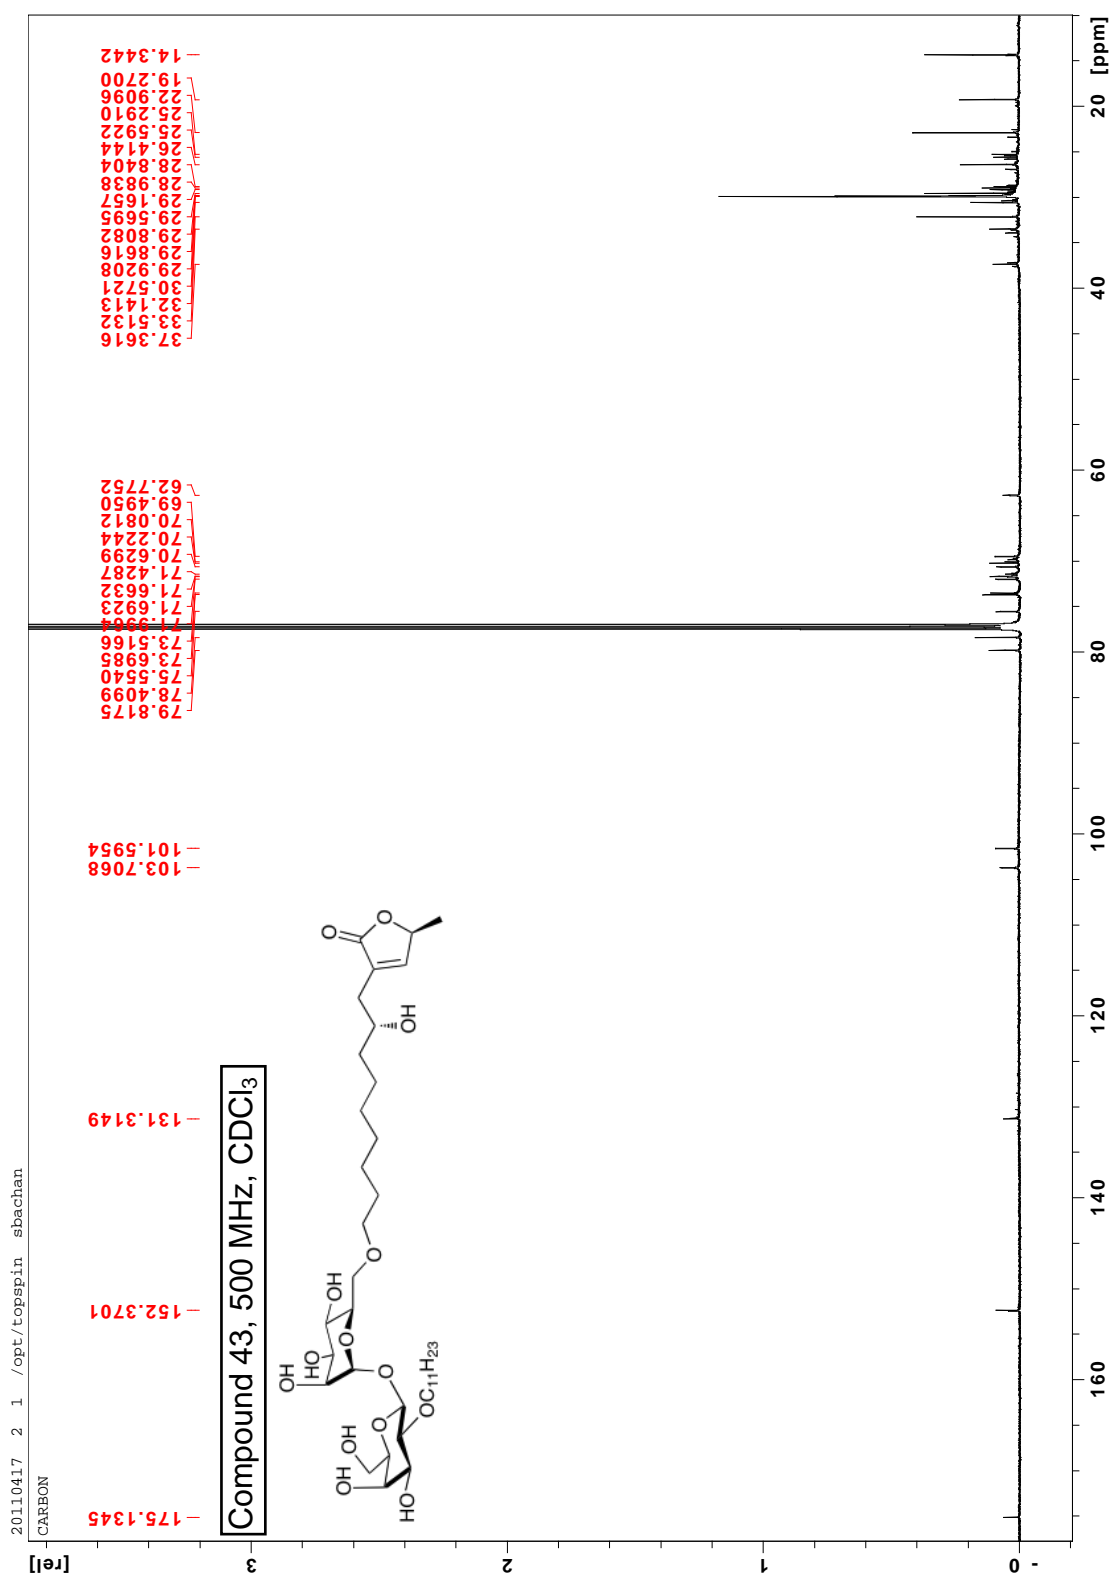 20110417 2 1 /opt/topspin sbachan
CARBON
[rel]
175.1345
152.3701
131.3149
103.7068
101.5954
79.8175
78.4099
75.5540
73.6985
73.5166
71.9964
71.6923
71.6632
71.4287
70.6299
70.2244
70.0812
69.4950
62.7752
37.3616
33.5132
32.1413
30.5721
29.9208
29.8616
29.8082
29.5695
29.1657
28.9838
28.8404
26.4144
25.5922
25.2910
22.9096
19.2700
14.3442
Compound 43, 500 MHz, CDCl₃
OH
OH
HO
OC₁₁H₂₃
O
O
OH
HO
OH
O
O
OH
O
O
3
2
1
0
160
140
120
100
80
60
40
20
[ppm]